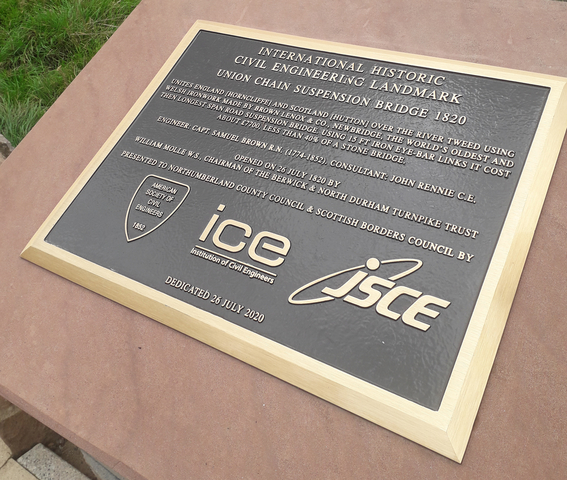 INTERNATIONAL HISTORIC
CIVIL ENGINEERING LANDMARK
UNION CHAIN SUSPENSION BRIDGE 1820
UNITES ENGLAND [HORNCLIFFE] AND SCOTLAND [HUTTON] OVER THE RIVER TWEED USING
WELSH IRONWORK MADE BY BROWN LENOX & CO., NEWBRIDGE, THE WORLD'S OLDEST AND
THEN LONGEST SPAN ROAD SUSPENSION BRIDGE. USING 15 FT IRON EYE-BAR LINKS IT COST
ABOUT £7700, LESS THAN 40% OF A STONE BRIDGE.
ENGINEER: CAPT. SAMUEL BROWN R.N. (1774-1852). CONSULTANT: JOHN RENNIE C.E.
OPENED ON 26 JULY 1820 BY
WILLIAM MOLLE W.S., CHAIRMAN OF THE BERWICK & NORTH DURHAM TURNPIKE TRUST
PRESENTED TO NORTHUMBERLAND COUNTY COUNCIL & SCOTTISH BORDERS COUNCIL BY
AMERICAN
SOCIETY OF
CIVIL
ENGINEERS
1852
ice
Institution of Civil Engineers
JSCE
DEDICATED 26 JULY 2020